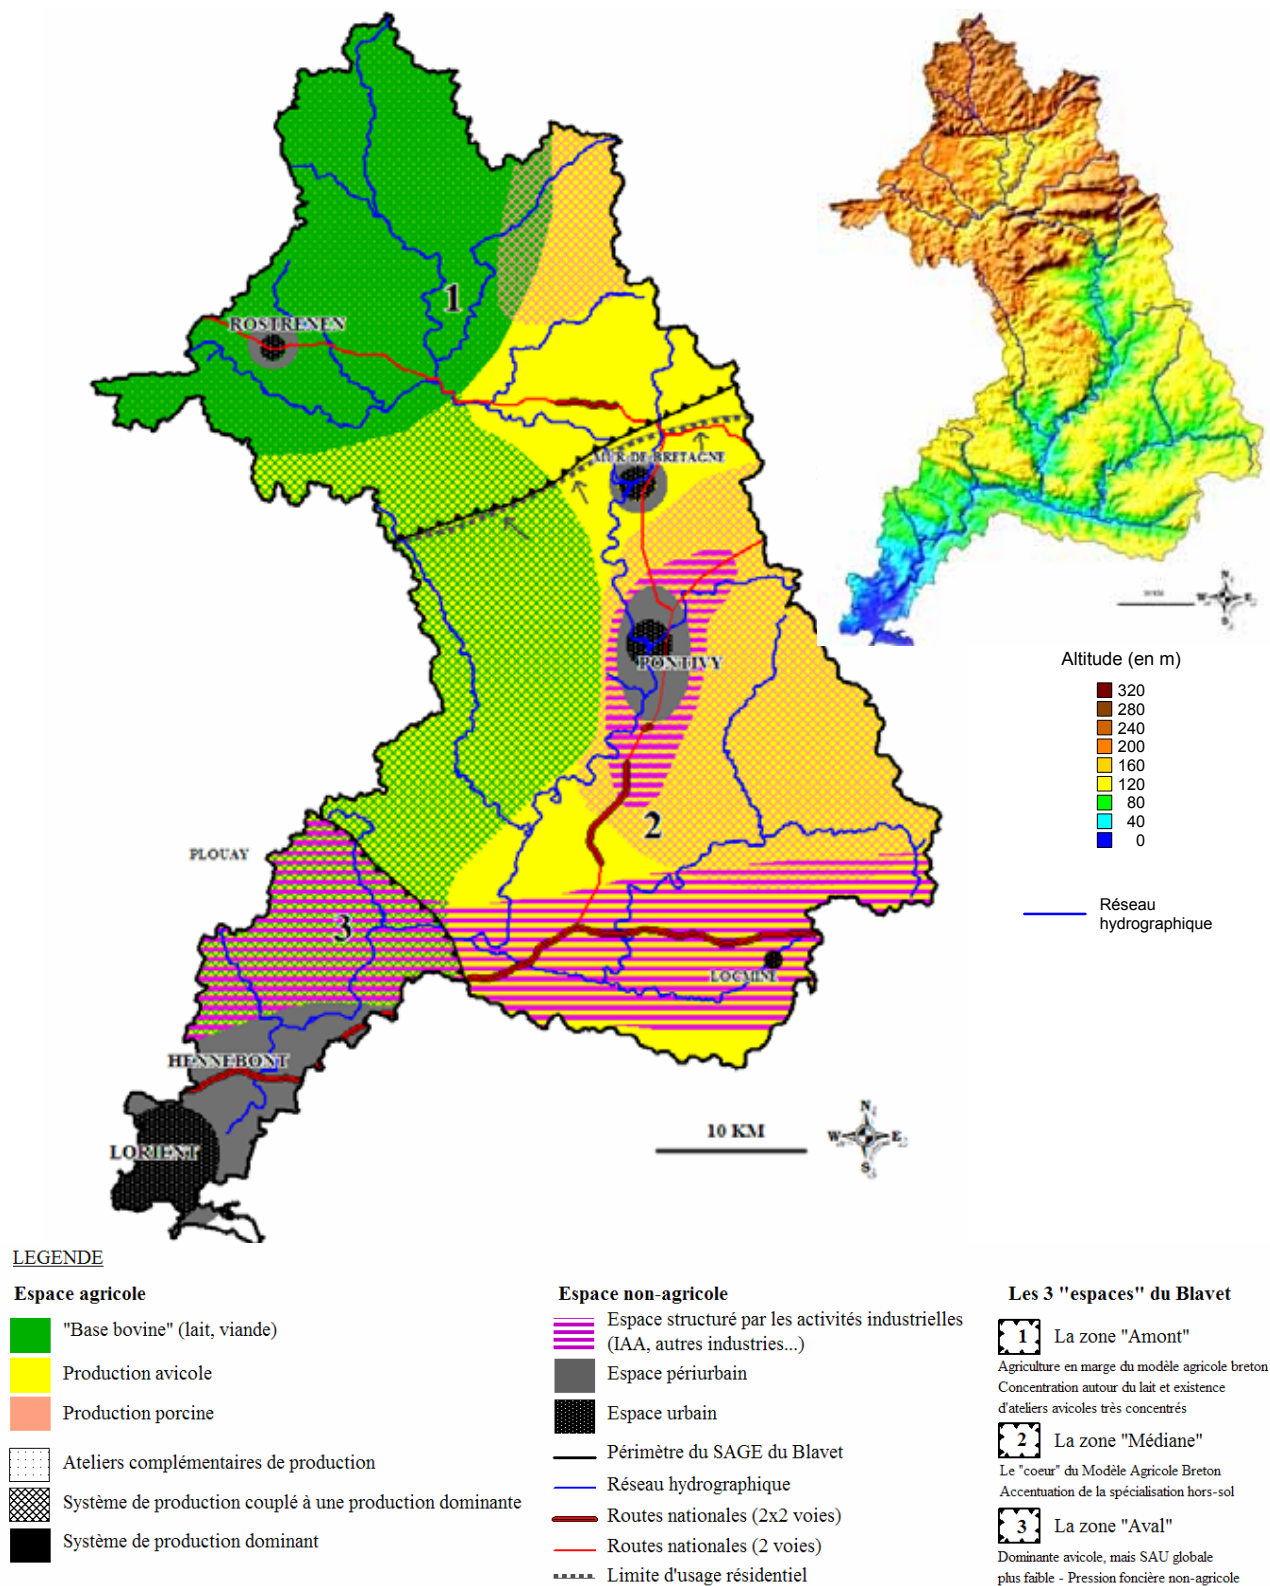 1
ROSTRENEN
MUR DE BRETAGNE
PONTIVY
2
PLOUAY
3
LOCMINE
HENNEBONT
LORIENT
10 KM
N
W E
S
10 KM
N
W E
S
Altitude (en m)
320
280
240
200
160
120
80
40
0
Réseau
hydrographique
LEGENDE
Espace agricole
"Base bovine" (lait, viande)
Production avicole
Production porcine
Ateliers complémentaires de production
Système de production couplé à une production dominante
Système de production dominant
Espace non-agricole
Espace structuré par les activités industrielles
(IAA, autres industries...)
Espace périurbain
Espace urbain
Périmètre du SAGE du Blavet
Réseau hydrographique
Routes nationales (2x2 voies)
Routes nationales (2 voies)
Limite d'usage résidentiel
Les 3 "espaces" du Blavet
1 La zone "Amont"
Agriculture en marge du modèle agricole breton
Concentration autour du lait et existence
d'ateliers avicoles très concentrés
2 La zone "Médiane"
Le "coeur" du Modèle Agricole Breton
Accentuation de la spécialisation hors-sol
3 La zone "Aval"
Dominante avicole, mais SAU globale
plus faible - Pression foncière non-agricole